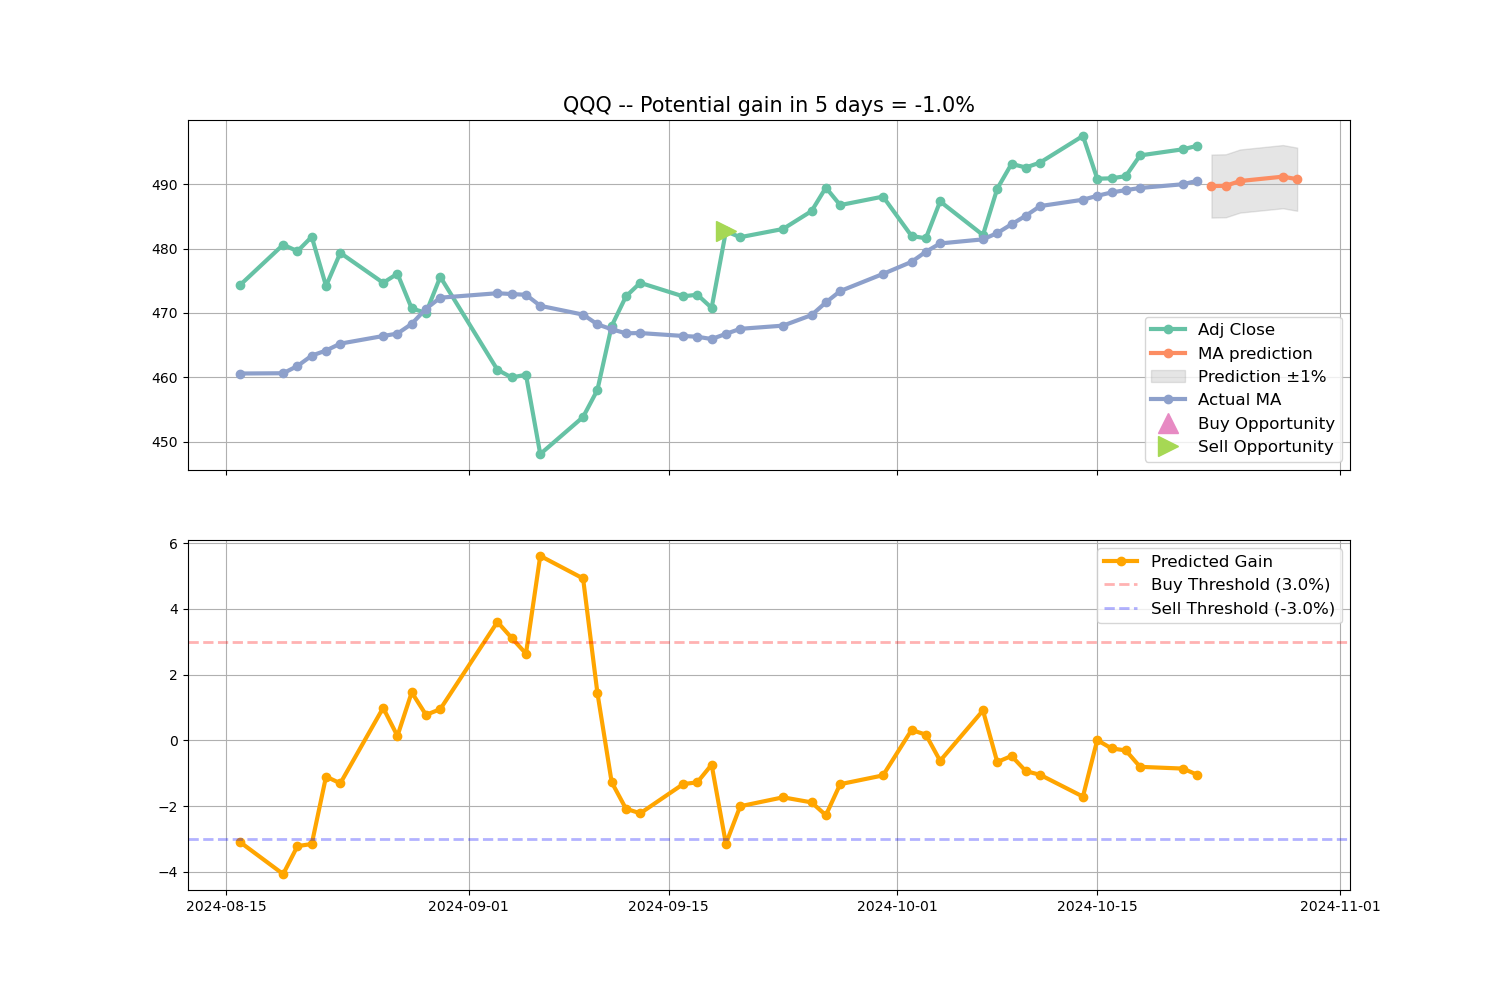 QQQ -- Potential gain in 5 days = -1.0%
490
480
470
460
450
Adj Close
MA prediction
Prediction ±1%
Actual MA
Buy Opportunity
Sell Opportunity
6
4
2
0
−2
−4
Predicted Gain
Buy Threshold (3.0%)
Sell Threshold (-3.0%)
2024-08-15 2024-09-01 2024-09-15 2024-10-01 2024-10-15 2024-11-01